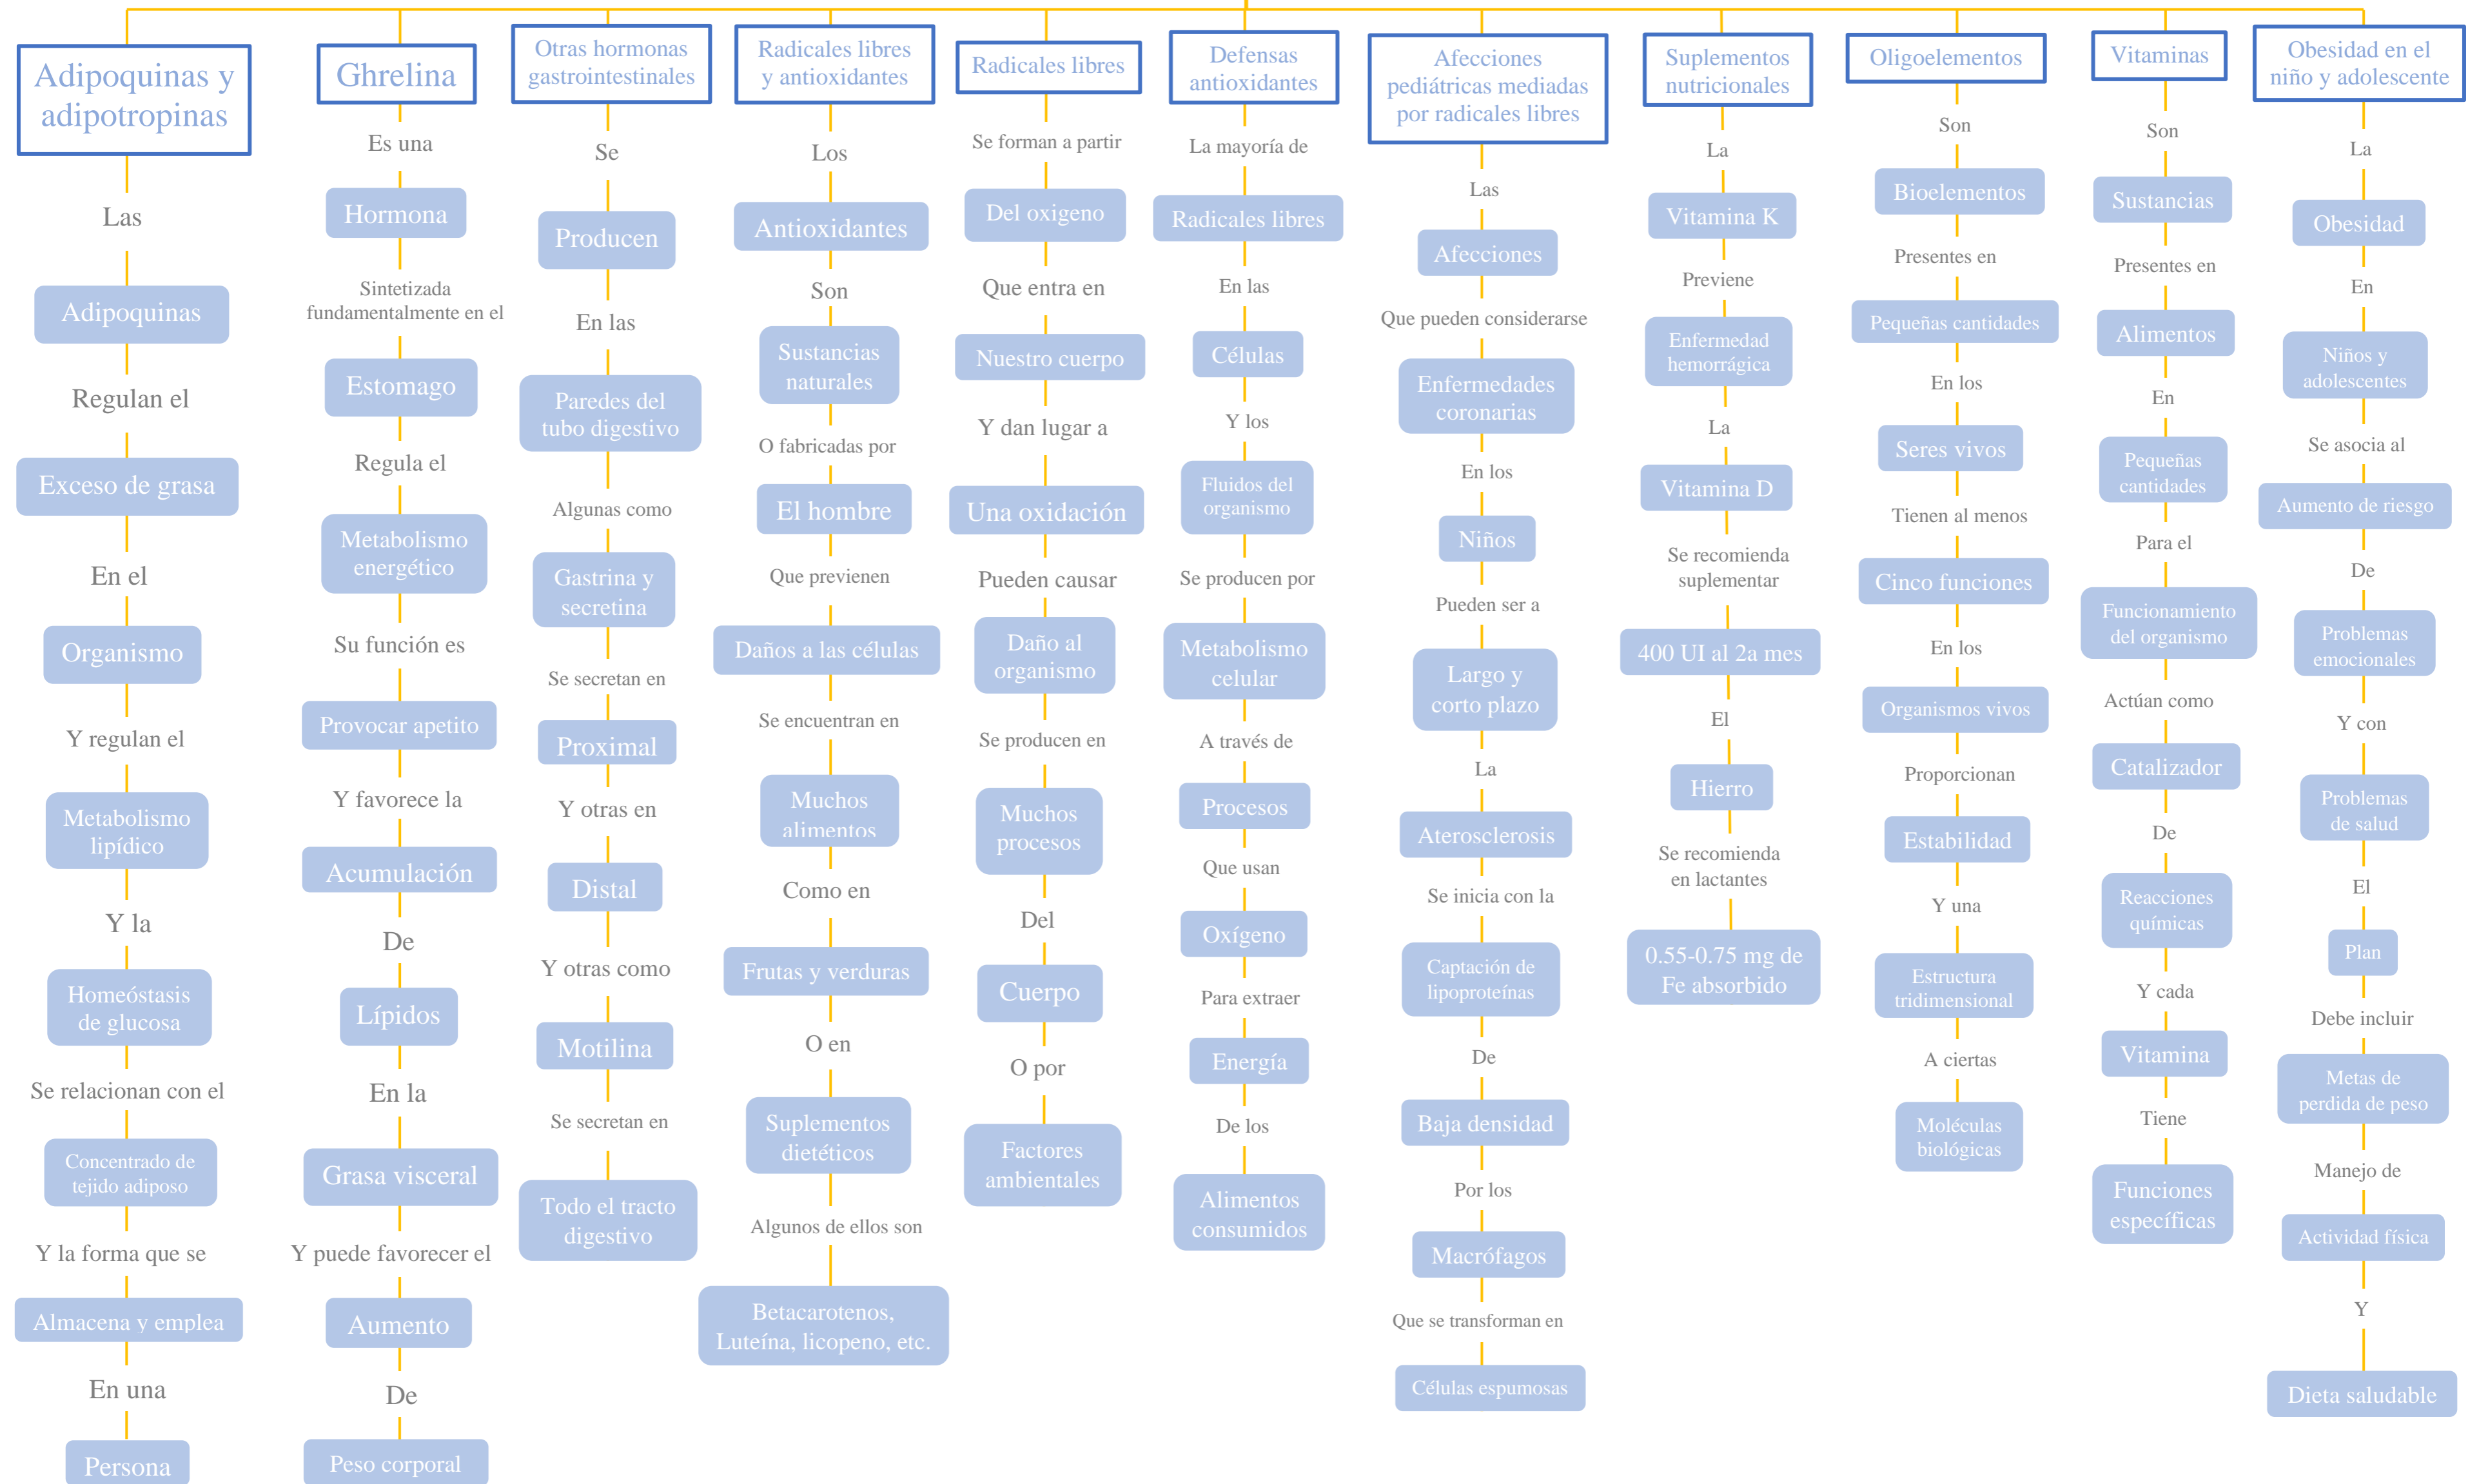 Adipoquinas y
adipotropinas
Las
Adipoquinas
Regulan el
Exceso de grasa
En el
Organismo
Y regulan el
Metabolismo
lipídico
Y la
Homeóstasis
de glucosa
Se relacionan con el
Concentrado de
tejido adiposo
Y la forma que se
Almacena y emplea
En una
Persona
Ghrelina
Es una
Hormona
Sintetizada
fundamentalmente en el
Estomago
Regula el
Metabolismo
energético
Su función es
Provocar apetito
Y favorece la
Acumulación
De
Lípidos
En la
Grasa visceral
Y puede favorecer el
Aumento
De
Peso corporal
Otras hormonas
gastrointestinales
Se
Producen
En las
Paredes del
tubo digestivo
Algunas como
Gastrina y
secretina
Se secretan en
Proximal
Y otras en
Distal
Y otras como
Motilina
Se secretan en
Todo el tracto
digestivo
Radicales libres
y antioxidantes
Los
Antioxidantes
Son
Sustancias
naturales
O fabricadas por
El hombre
Que previenen
Daños a las células
Se encuentran en
Muchos
alimentos
Como en
Frutas y verduras
O en
Suplementos
dietéticos
Algunos de ellos son
Betacarotenos,
Luteína, licopeno, etc.
Radicales libres
Se forman a partir
Del oxigeno
Que entra en
Nuestro cuerpo
Y dan lugar a
Una oxidación
Pueden causar
Daño al
organismo
Se producen en
Muchos
procesos
Del
Cuerpo
O por
Factores
ambientales
Defensas
antioxidantes
La mayoría de
Radicales libres
En las
Células
Y los
Fluidos del
organismo
Se producen por
Metabolismo
celular
A través de
Procesos
Que usan
Oxígeno
Para extraer
Energía
De los
Alimentos
consumidos
Afecciones
pediátricas mediadas
por radicales libres
Las
Afecciones
Que pueden considerarse
Enfermedades
coronarias
En los
Niños
Pueden ser a
Largo y
corto plazo
La
Aterosclerosis
Se inicia con la
Captación de
lipoproteínas
De
Baja densidad
Por los
Macrófagos
Que se transforman en
Células espumosas
Suplementos
nutricionales
La
Vitamina K
Previene
Enfermedad
hemorrágica
La
Vitamina D
Se recomienda
suplementar
400 UI al 2a mes
El
Hierro
Se recomienda
en lactantes
0.55-0.75 mg de
Fe absorbido
Oligoelementos
Son
Bioelementos
Presentes en
Pequeñas cantidades
En los
Seres vivos
Tienen al menos
Cinco funciones
En los
Organismos vivos
Proporcionan
Estabilidad
Y una
Estructura
tridimensional
A ciertas
Moléculas
biológicas
Vitaminas
Son
Sustancias
Presentes en
Alimentos
En
Pequeñas
cantidades
Para el
Funcionamiento
del organismo
Actúan como
Catalizador
De
Reacciones
químicas
Y cada
Vitamina
Tiene
Funciones
específicas
Obesidad en el
niño y adolescente
La
Obesidad
En
Niños y
adolescentes
Se asocia al
Aumento de riesgo
De
Problemas
emocionales
Y con
Problemas
de salud
El
Plan
Debe incluir
Metas de
perdida de peso
Manejo de
Actividad física
Y
Dieta saludable